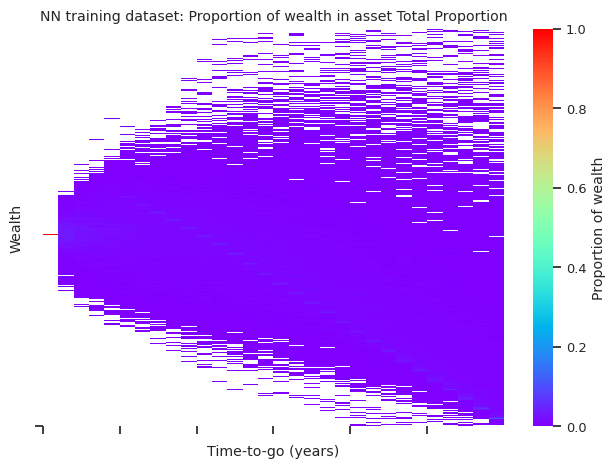 NN training dataset: Proportion of wealth in asset Total Proportion
1.0
0.8
0.6
0.4
0.2
0.0
Proportion of wealth
Wealth
Time-to-go (years)